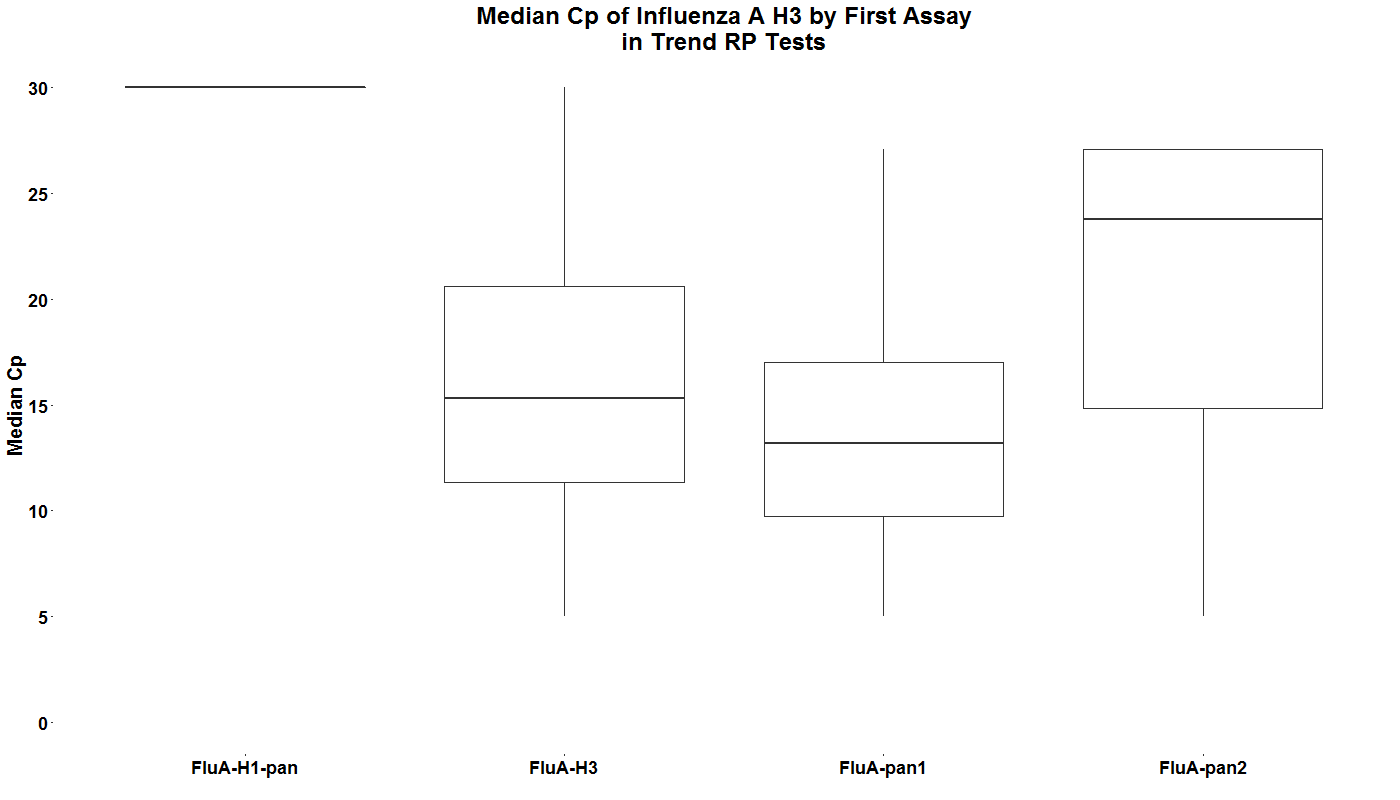 Median Cp of Influenza A H3 by First Assay
in Trend RP Tests
Median Cp
30
25
20
15
10
5
0
FluA-H1-pan
FluA-H3
FluA-pan1
FluA-pan2